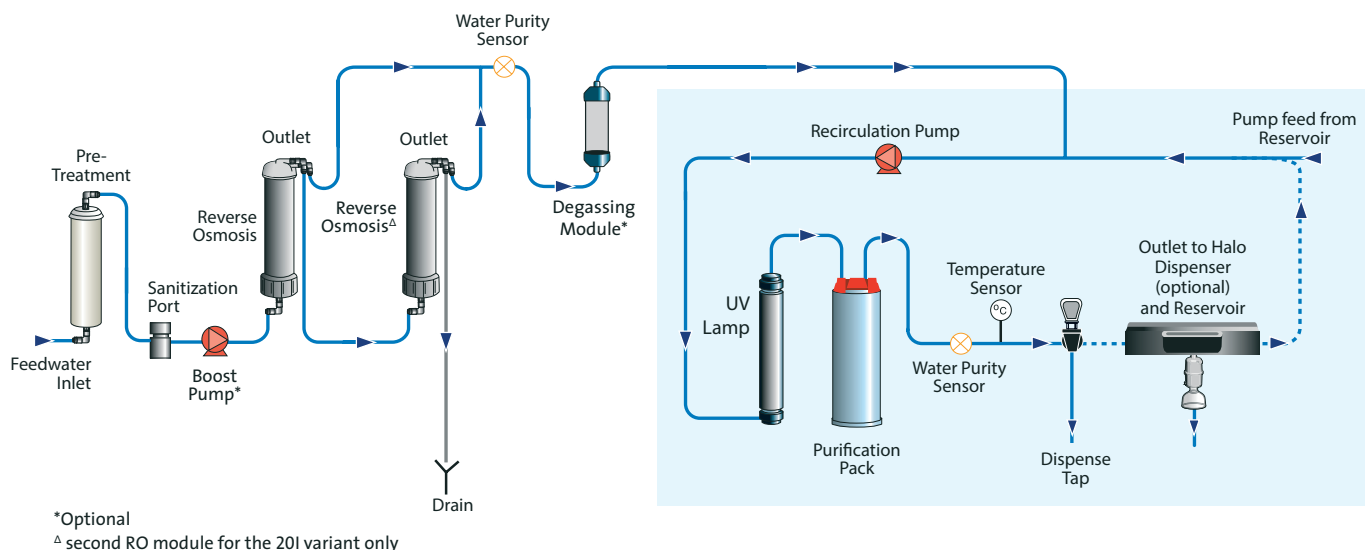 Water Purity
Sensor
Outlet
Outlet
Pre-
Treatment
Reverse
Osmosis
Reverse
OsmosisΔ
Sanitization
Port
Feedwater
Inlet
Boost
Pump*
Degassing
Module*
Drain
Recirculation Pump
Pump feed from
Reservoir
UV
Lamp
Purification
Pack
Temperature
Sensor
°C
Water Purity
Sensor
Outlet to Halo
Dispenser
(optional)
and Reservoir
Dispense
Tap
*Optional
Δ second RO module for the 20I variant only